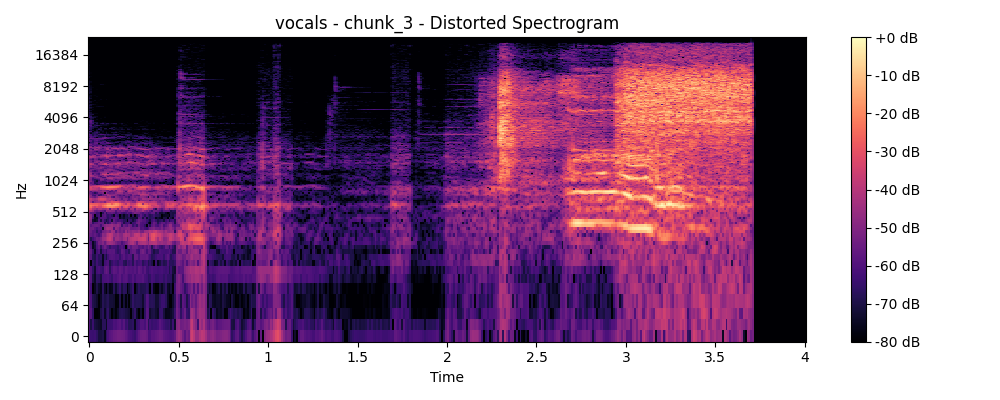 vocals - chunk_3 - Distorted Spectrogram
Hz
16384
8192
4096
2048
1024
512
256
128
64
0
0 0.5 1 1.5 2 2.5 3 3.5 4
Time
+0 dB
-10 dB
-20 dB
-30 dB
-40 dB
-50 dB
-60 dB
-70 dB
-80 dB